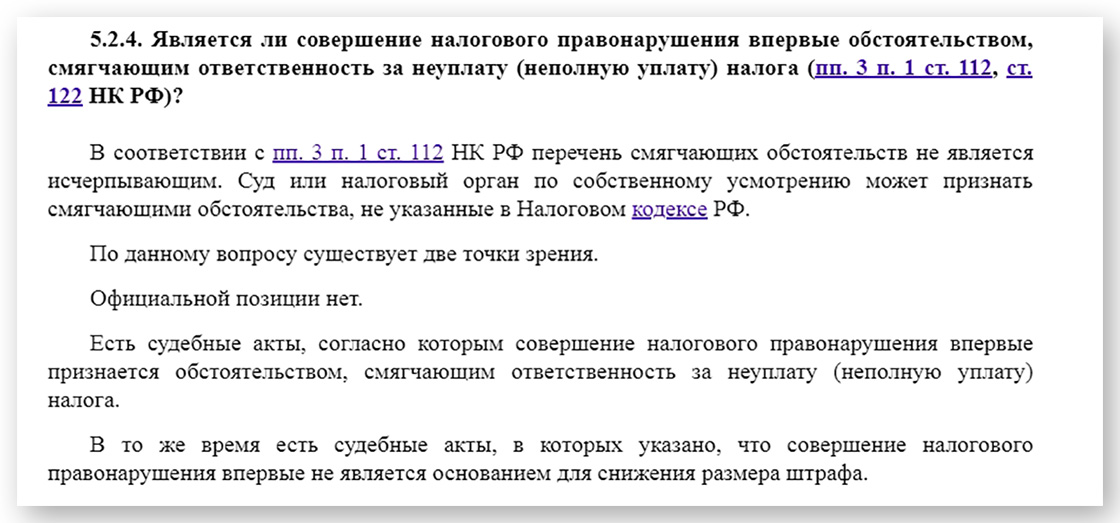 5.2.4. Является ли совершение налогового правонарушения впервые обстоятельством,
смягчающим ответственность за неуплату (неполную уплату) налога (пп. 3 п. 1 ст. 112, ст.
122 НК РФ)?
В соответствии с пп. 3 п. 1 ст. 112 НК РФ перечень смягчающих обстоятельств не является
исчерпывающим. Суд или налоговый орган по собственному усмотрению может признать
смягчающими обстоятельства, не указанные в Налоговом кодексе РФ.
По данному вопросу существует две точки зрения.
Официальной позиции нет.
Есть судебные акты, согласно которым совершение налогового правонарушения впервые
признается обстоятельством, смягчающим ответственность за неуплату (неполную уплату)
налога.
В то же время есть судебные акты, в которых указано, что совершение налогового
правонарушения впервые не является основанием для снижения размера штрафа.